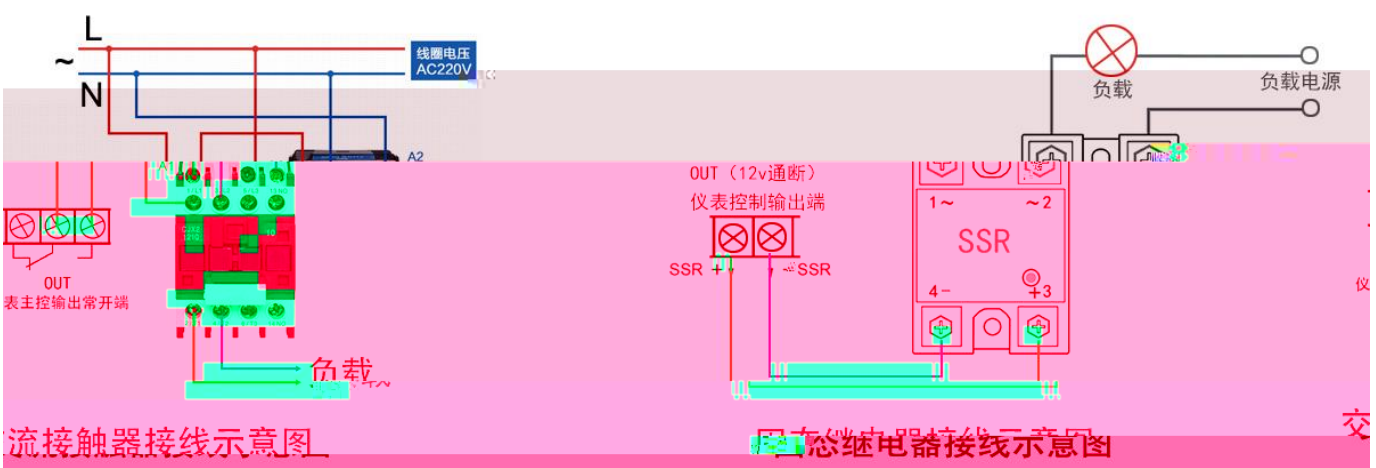 L
~
N
线圈电压
AC220V
A2
A1
OUT
表主控输出常开端
负载
流接触器接线示意图
负载
负载电源
OUT（12v通断）
仪表控制输出端
SSR +
- SSR
1~
~2
SSR
4-
+3
态继电器接线示意图
仪
交